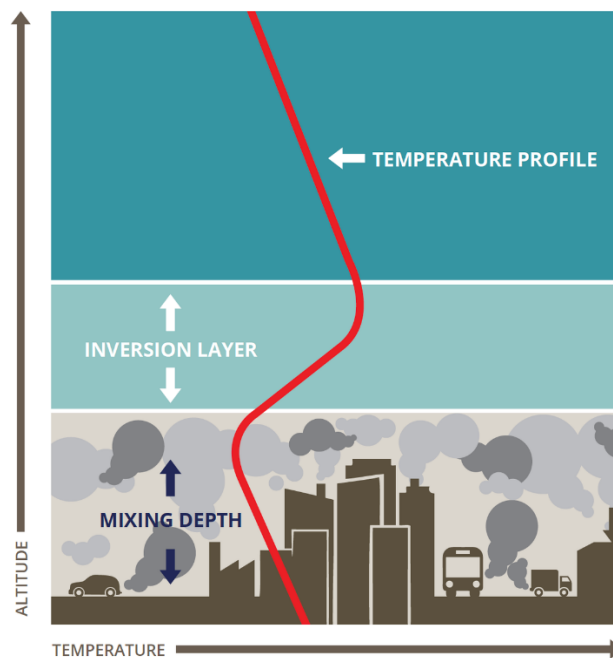 TEMPERATURE PROFILE
INVERSION LAYER
MIXING DEPTH
ALTITUDE
TEMPERATURE